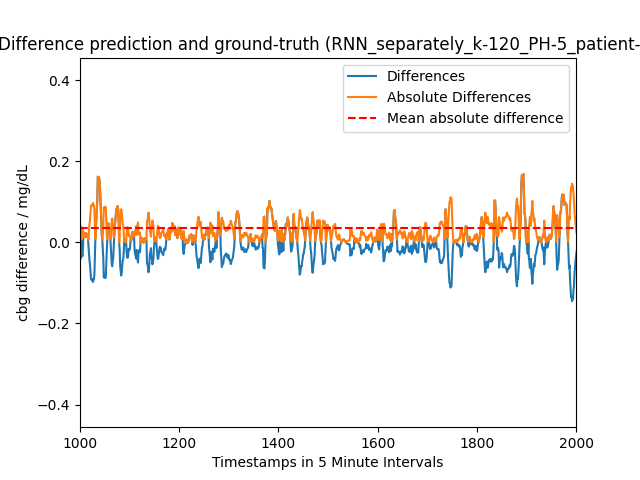 Difference prediction and ground-truth (RNN_separately_k-120_PH-5_patient-
Differences
Absolute Differences
Mean absolute difference
cbg difference / mg/dL
0.4
0.2
0.0
−0.2
−0.4
1000 1200 1400 1600 1800 2000
Timestamps in 5 Minute Intervals